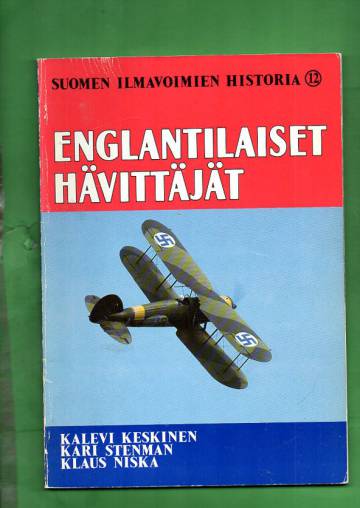 SUOMEN ILMAVOIMIEN HISTORIA ⑫
ENGLANTILAISET
HÄVITTÄJÄT
KALEVI KESKINEN
KARI STENMAN
KLAUS NISKA